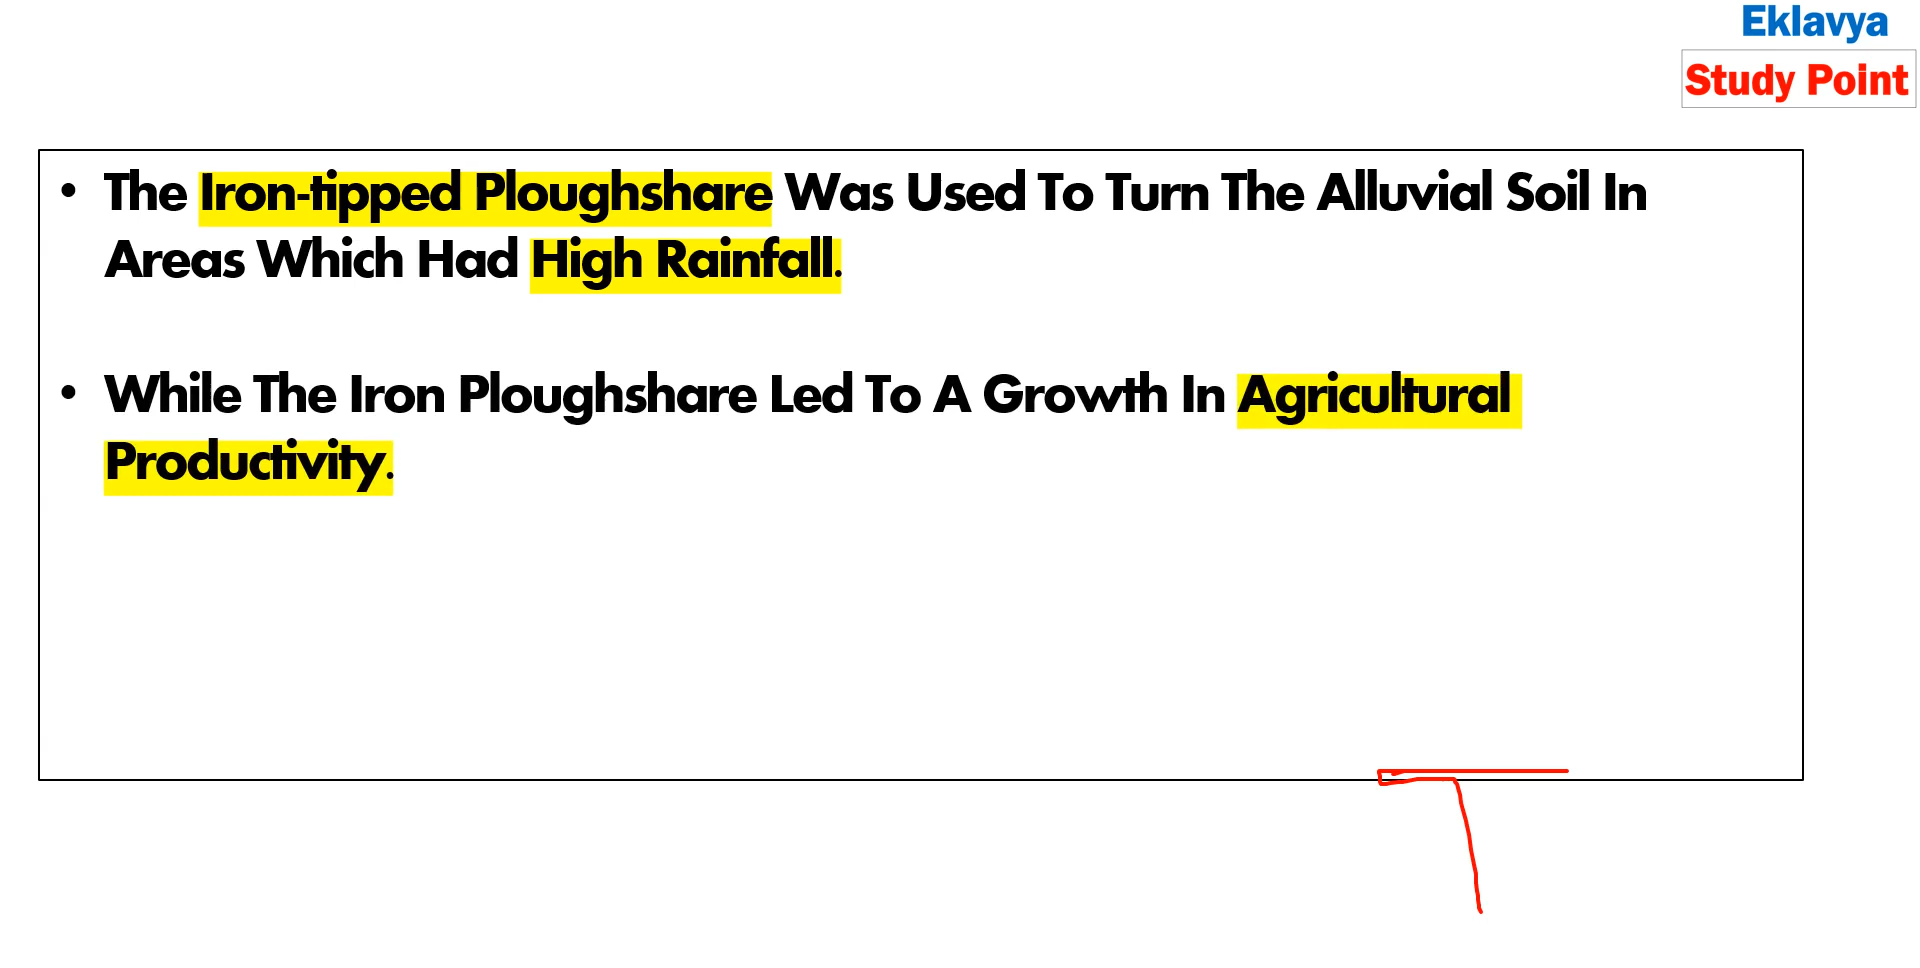 Eklavya
Study Point
• The Iron-tipped Ploughshare Was Used To Turn The Alluvial Soil In
Areas Which Had High Rainfall.
• While The Iron Ploughshare Led To A Growth In Agricultural
Productivity.